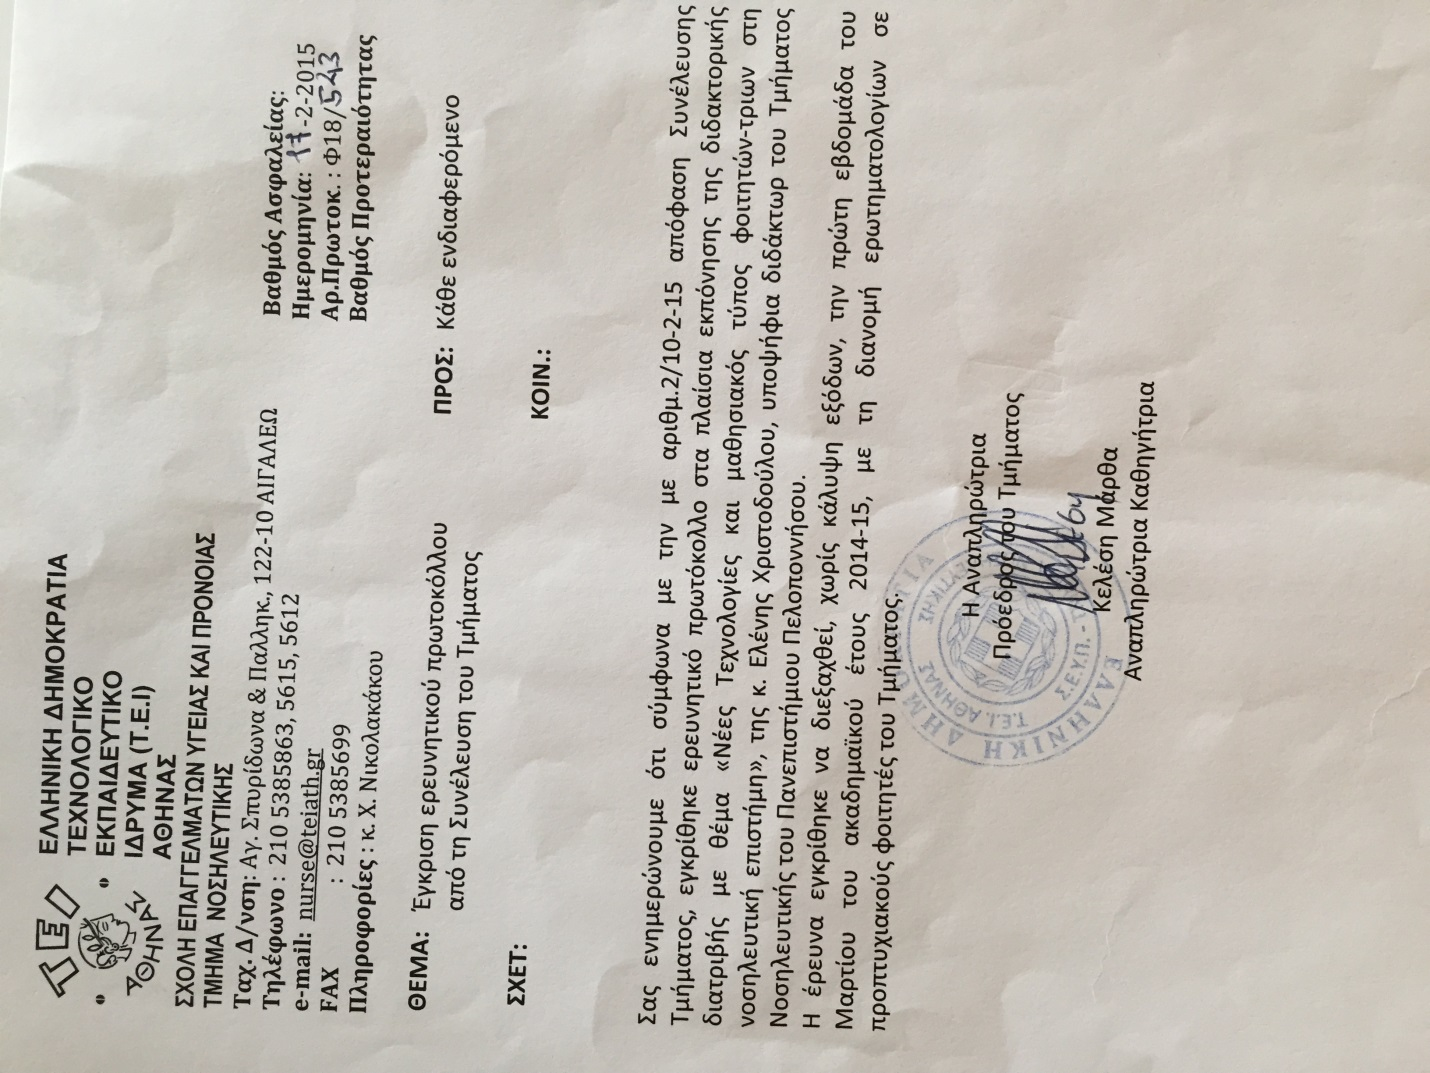 ΤΕΙ
ΑΘΗΝΑΣ
ΕΛΛΗΝΙΚΗ ΔΗΜΟΚΡΑΤΙΑ
ΤΕΧΝΟΛΟΓΙΚΟ
ΕΚΠΑΙΔΕΥΤΙΚΟ
ΙΔΡΥΜΑ (Τ.Ε.Ι)
ΑΘΗΝΑΣ
ΣΧΟΛΗ ΕΠΑΓΓΕΛΜΑΤΩΝ ΥΓΕΙΑΣ ΚΑΙ ΠΡΟΝΟΙΑΣ
ΤΜΗΜΑ ΝΟΣΗΛΕΥΤΙΚΗΣ
Ταχ. Δ/νση: Αγ. Σπυρίδωνα & Παλληκ., 122-10 ΑΙΓΑΛΕΩ
Τηλέφωνο : 210 5385863, 5615, 5612
e-mail: nurse@teiath.gr
FAX : 210 5385699
Πληροφορίες : κ. Χ. Νικολακάκου
Βαθμός Ασφαλείας:
Ημερομηνία: 17-2-2015
Αρ.Πρωτοκ. : Φ18/543
Βαθμός Προτεραιότητας
ΘΕΜΑ: Έγκριση ερευνητικού πρωτοκόλλου
από τη Συνέλευση του Τμήματος
ΠΡΟΣ: Κάθε ενδιαφερόμενο
ΣΧΕΤ:
ΚΟΙΝ.:
Σας ενημερώνουμε ότι σύμφωνα με την με αριθμ.2/10-2-15 απόφαση Συνέλευσης
Τμήματος, εγκρίθηκε ερευνητικό πρωτόκολλο στα πλαίσια εκπόνησης της διδακτορικής
διατριβής με θέμα «Νέες Τεχνολογίες και μαθησιακός τύπος φοιτητών-τριων στη
νοσηλευτική επιστήμη», της κ. Ελένης Χριστοδούλου, υποψήφια διδάκτωρ του Τμήματος
Νοσηλευτικής του Πανεπιστήμιου Πελοποννήσου.
Η έρευνα εγκρίθηκε να διεξαχθεί, χωρίς κάλυψη εξόδων, την πρώτη εβδομάδα του
Μαρτίου του ακαδημαϊκού έτους 2014-15, με τη διανομή ερωτηματολογίων σε
προπτυχιακούς φοιτητές του Τμήματος.
Η Αναπληρώτρια
Πρόεδρος του Τμήματος
Κελέση Μάρθα
Αναπληρώτρια Καθηγήτρια
ΕΛΛΗΝΙΚΗ ΔΗΜΟΚΡΑΤΙΑ
Τ.Ε.Ι. ΑΘΗΝΑΣ